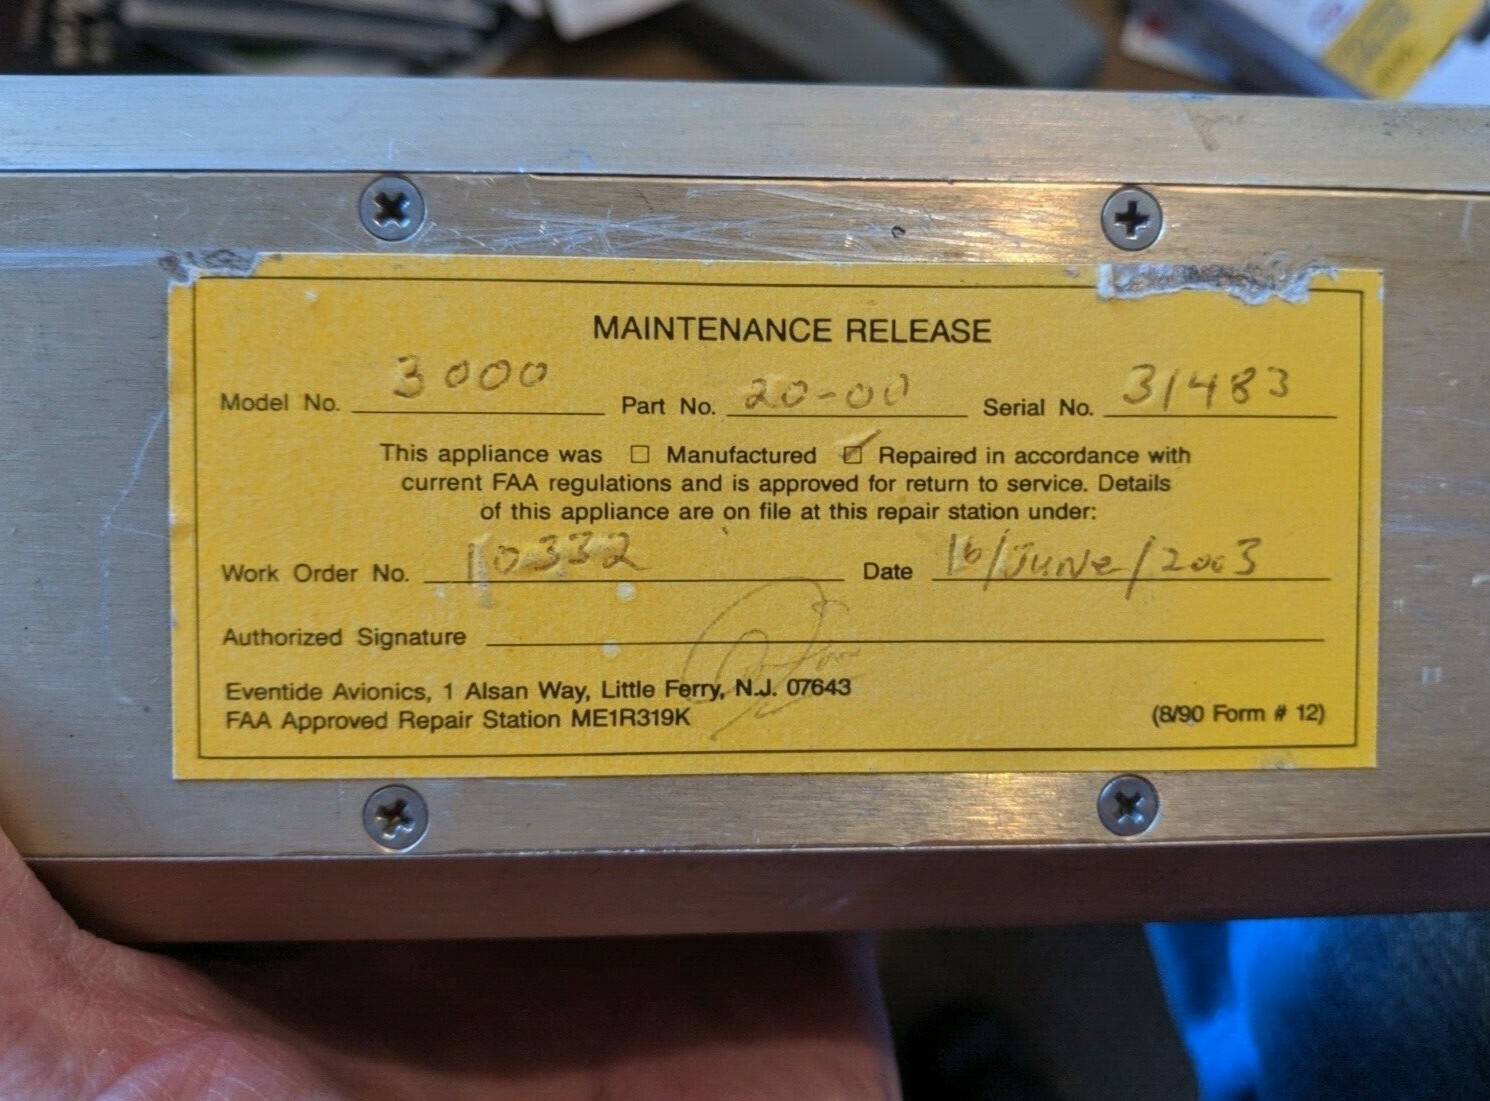 MAINTENANCE RELEASE
Model No. 3000 Part No. 20-00 Serial No. 31483
This appliance was ☐ Manufactured ☑ Repaired in accordance with
current FAA regulations and is approved for return to service. Details
of this appliance are on file at this repair station under:
Work Order No. 10332 Date 16/JUNe/2003
Authorized Signature
Eventide Avionics, 1 Alsan Way, Little Ferry, N.J. 07643
FAA Approved Repair Station ME1R319K (8/90 Form # 12)